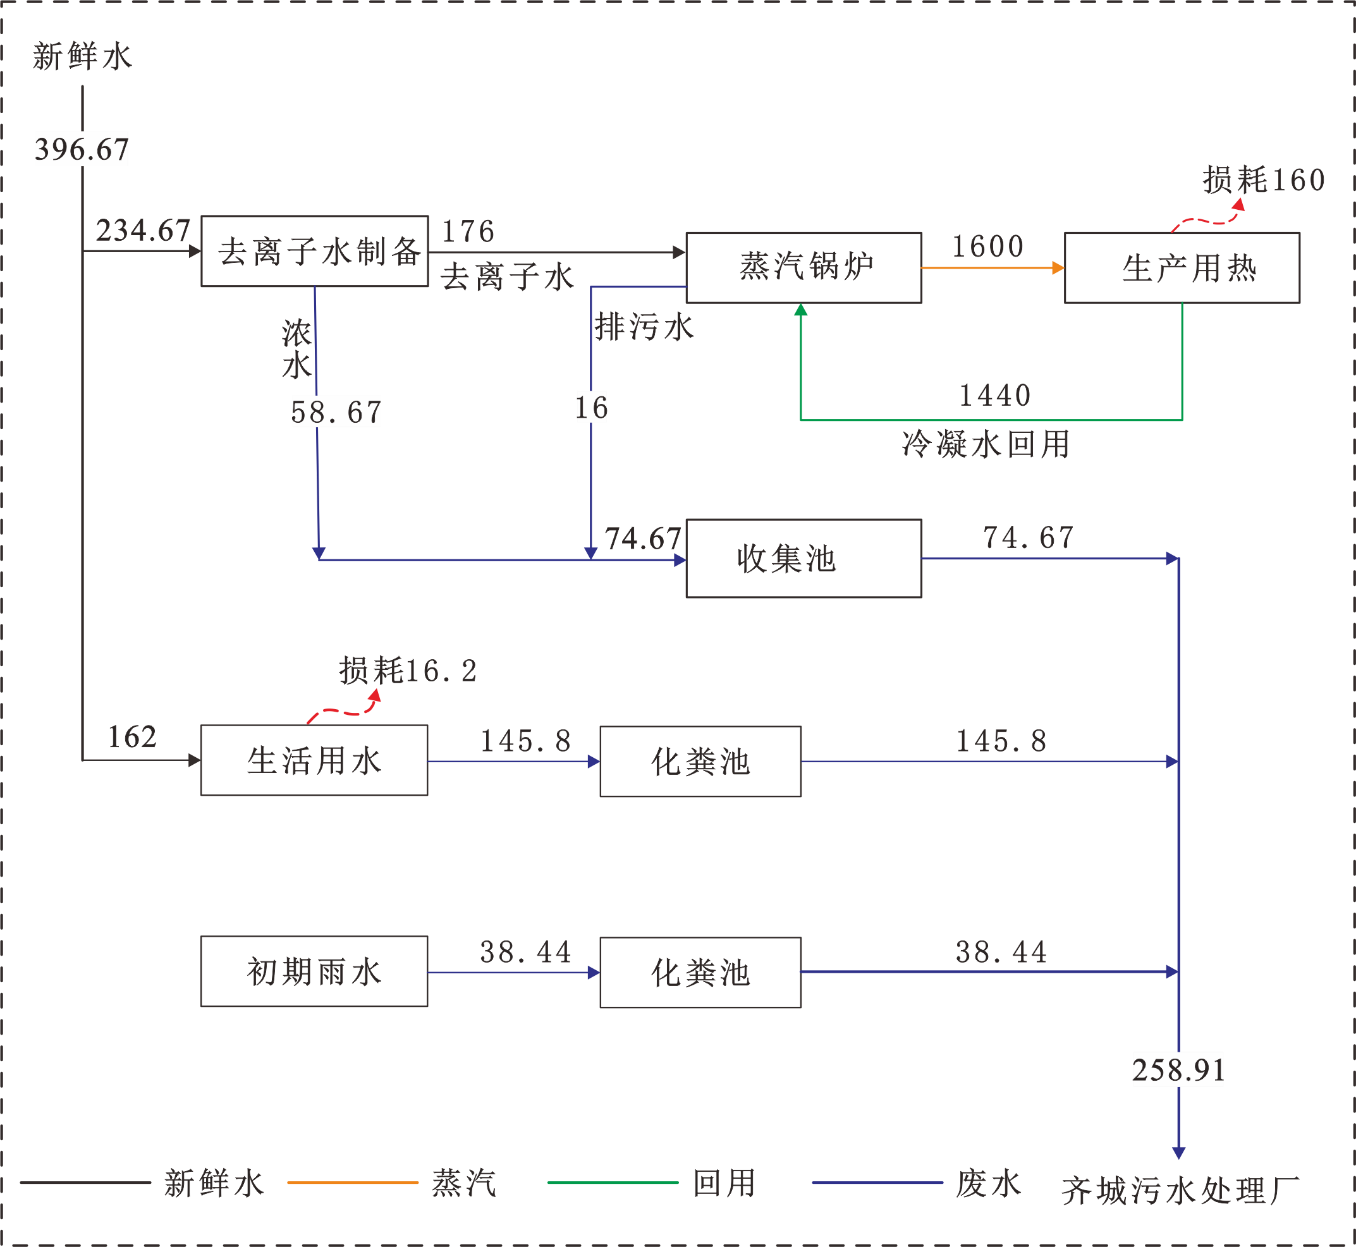 新鲜水
396.67
234.67
去离子水制备
176
去离子水
蒸汽锅炉
1600
生产用热
损耗160
浓水
58.67
排污水
16
1440
冷凝水回用
74.67
收集池
74.67
162
损耗16.2
生活用水
145.8
化粪池
145.8
初期雨水
38.44
化粪池
38.44
258.91
齐城污水处理厂
新鲜水
蒸汽
回用
废水